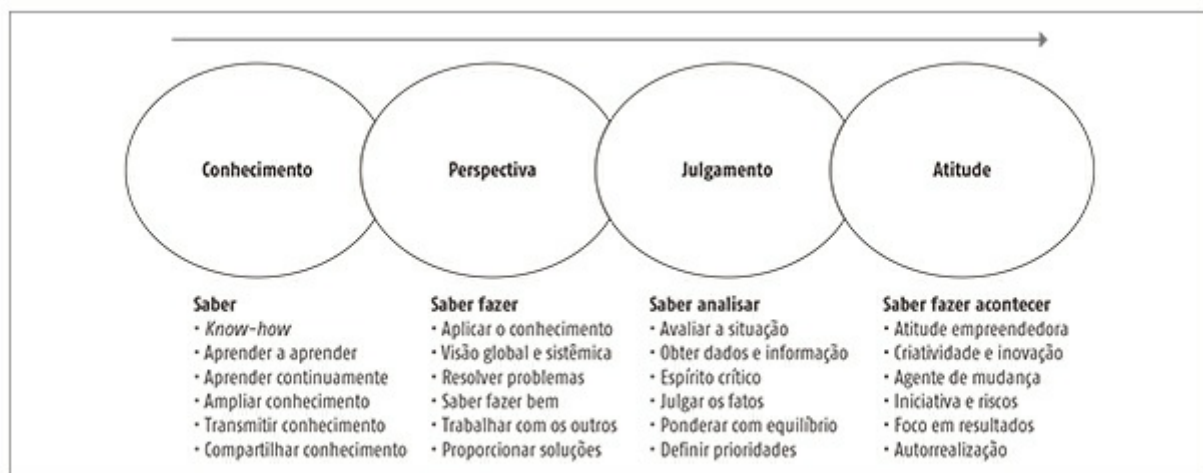 Conhecimento
Perspectiva
Julgamento
Atitude
Saber
• Know-how
• Aprender a aprender
• Aprender continuamente
• Ampliar conhecimento
• Transmitir conhecimento
• Compartilhar conhecimento
Saber fazer
• Aplicar o conhecimento
• Visão global e sistêmica
• Resolver problemas
• Saber fazer bem
• Trabalhar com os outros
• Proporcionar soluções
Saber analisar
• Avaliar a situação
• Obter dados e informação
• Espírito crítico
• Julgar os fatos
• Ponderar com equilíbrio
• Definir prioridades
Saber fazer acontecer
• Atitude empreendedora
• Criatividade e inovação
• Agente de mudança
• Iniciativa e riscos
• Foco em resultados
• Autorrealização